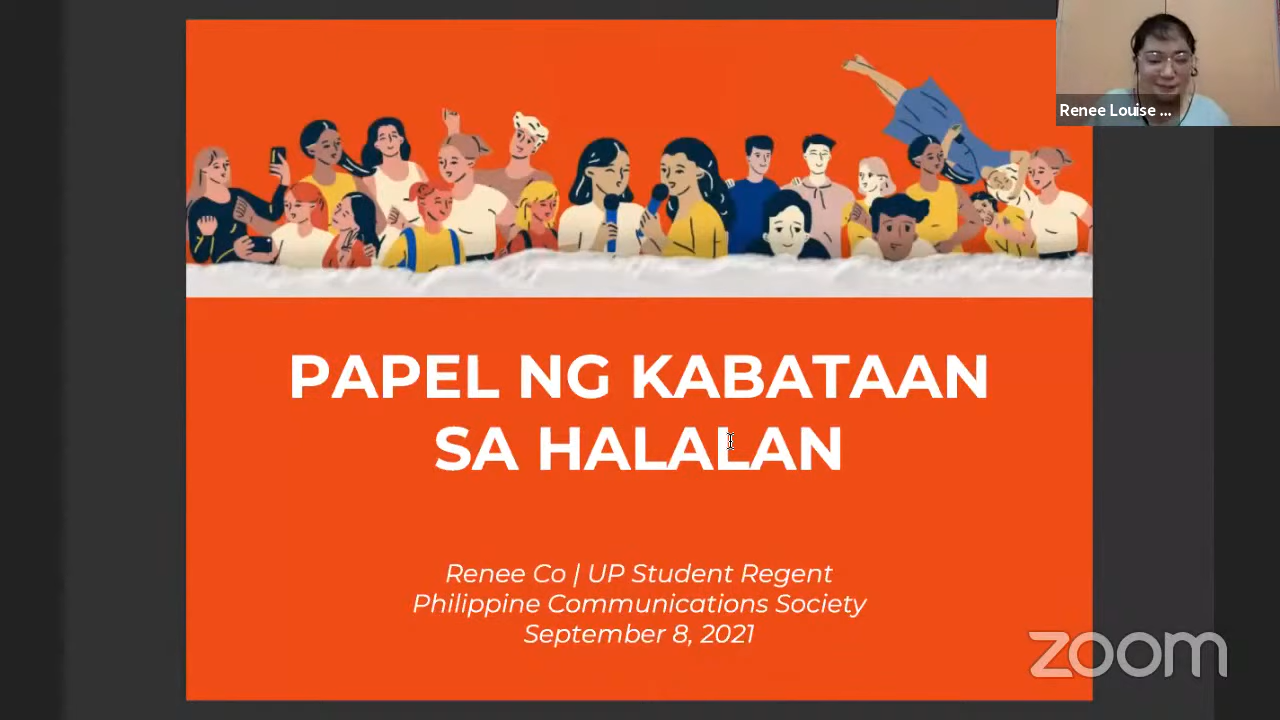 Renee Louise ...
PAPEL NG KABATAAN
SA HALALAN
Renee Co | UP Student Regent
Philippine Communications Society
September 8, 2021
zoom